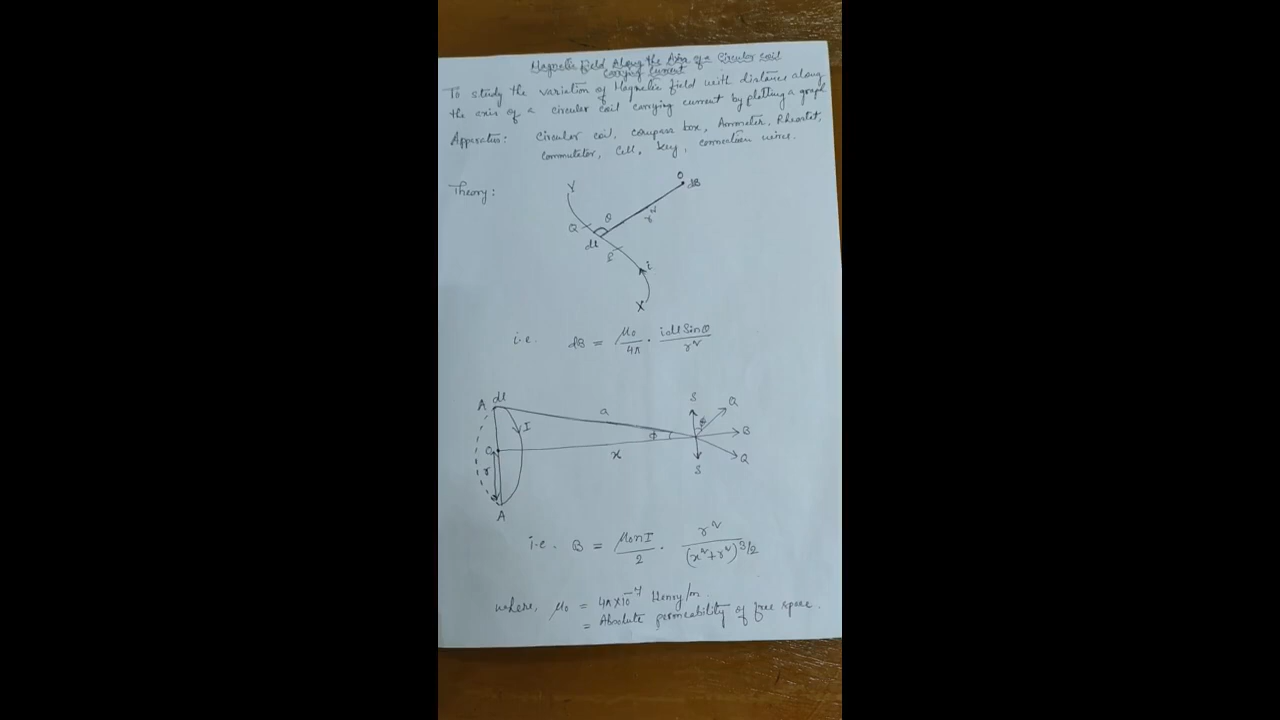 Magnetic Field Along the Axis of a Circular coil
Carrying Current
To study the variation of Magnetic field with distance along
the axis of a circular coil carrying current by plotting a graph
Apparatus: Circular coil, compass box, Ammeter, Rheostat,
Commutator, Cell, Key, connection wires.
Theory:
Y
O
dB
Q
θ
r
dl
S
i
X
i.e. dB = μ0/4π · idl Sinθ/r²
A dl
a
I
S
Q
ϕ
ϕ
B
O
x
r
S
Q
A
i.e. B = μ0nI/2 · r²/(x²+r²)^3/2
where, μ0 = 4π×10^-7 Henry/m.
= Absolute permeability of free space.